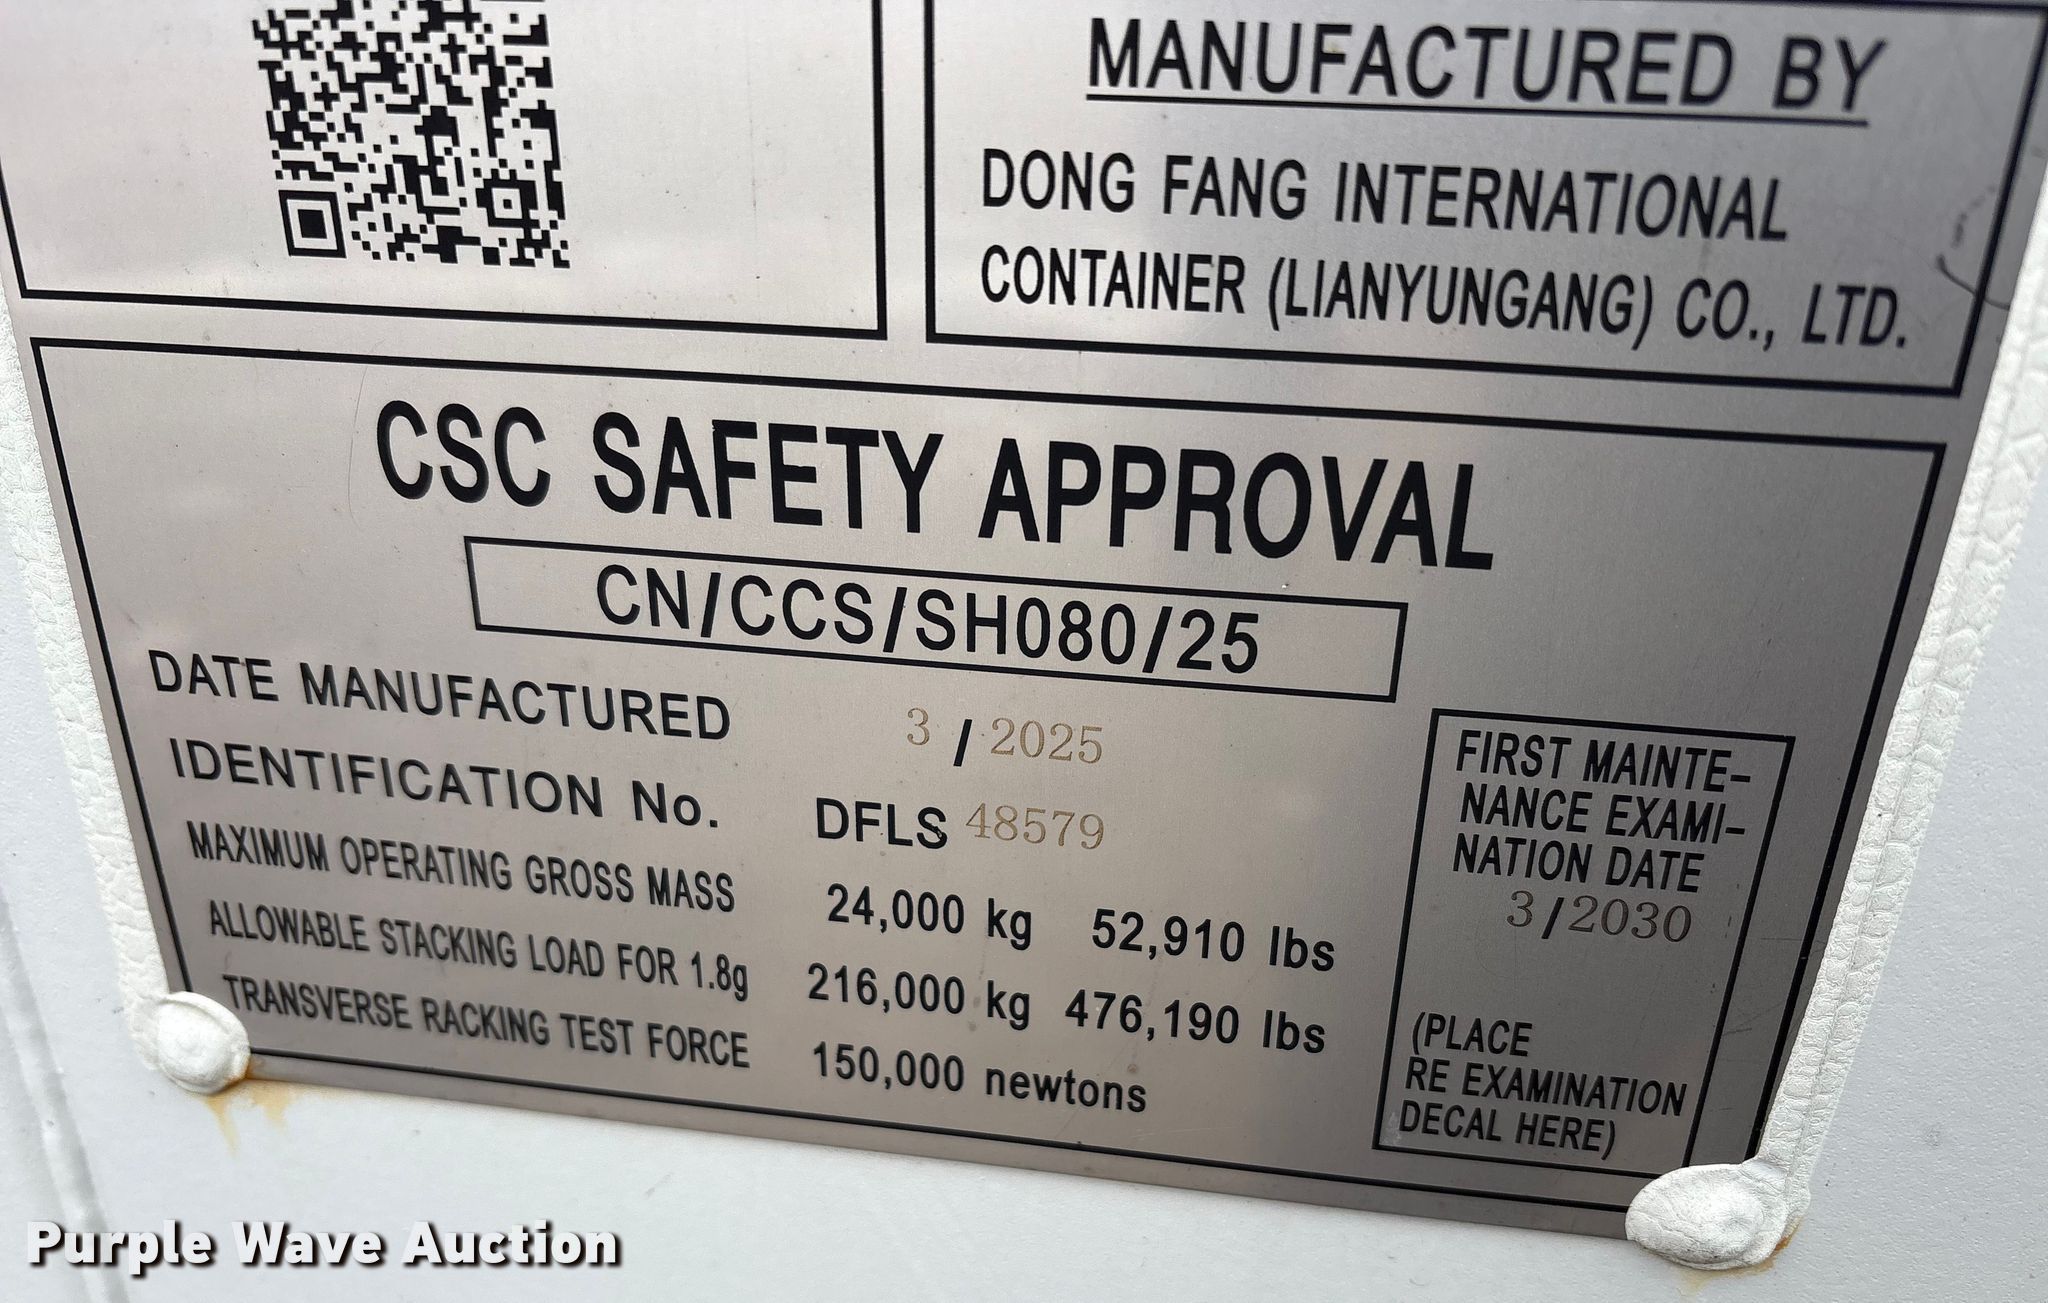 MANUFACTURED BY
DONG FANG INTERNATIONAL
CONTAINER (LIANYUNGANG) CO., LTD.
CSC SAFETY APPROVAL
CN/CCS/SH080/25
DATE MANUFACTURED 3 / 2025
IDENTIFICATION No. DFLS 48579
MAXIMUM OPERATING GROSS MASS 24,000 kg 52,910 lbs
ALLOWABLE STACKING LOAD FOR 1.8g 216,000 kg 476,190 lbs
TRANSVERSE RACKING TEST FORCE 150,000 newtons
FIRST MAINTE-
NANCE EXAMI-
NATION DATE
3/2030
(PLACE
RE EXAMINATION
DECAL HERE)
Purple Wave Auction